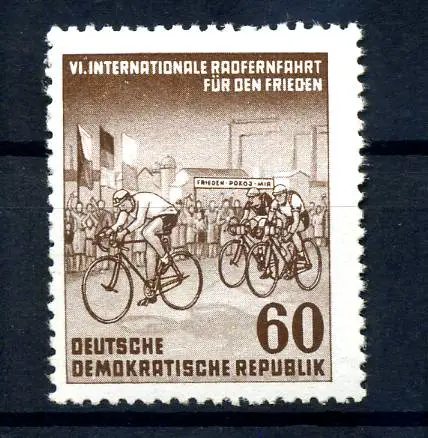 VI. INTERNATIONALE RADFERNFAHRT
FÜR DEN FRIEDEN
FRIEDEN - POKOJ - MIR
60
DEUTSCHE
DEMOKRATISCHE REPUBLIK